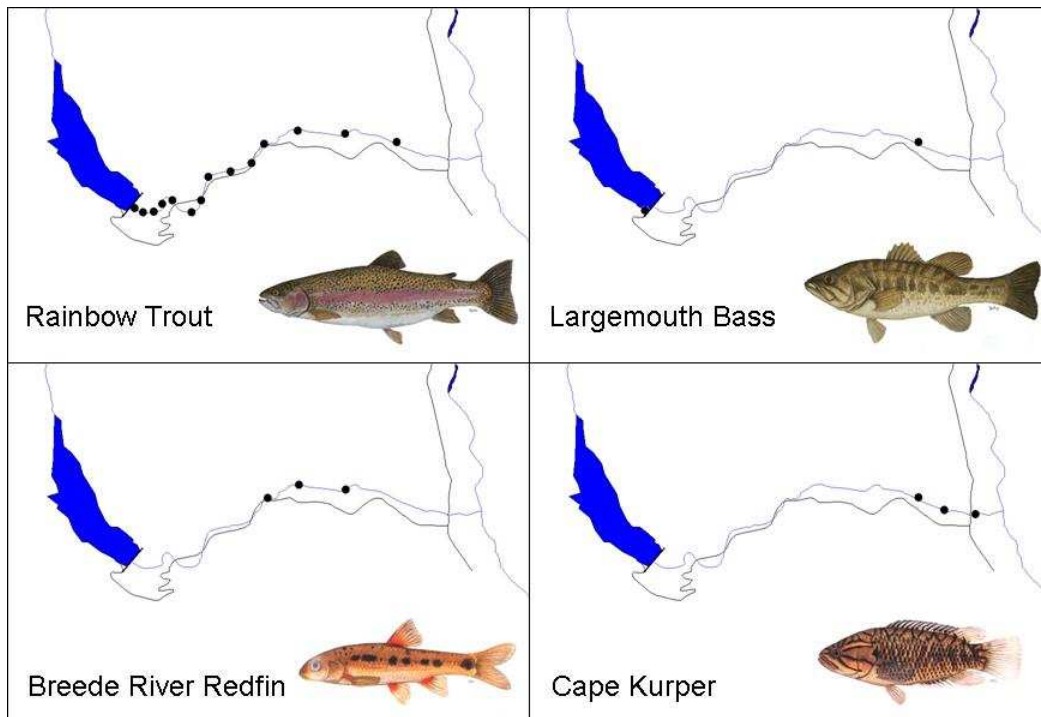 Rainbow Trout
Largemouth Bass
Breede River Redfin
Cape Kurper